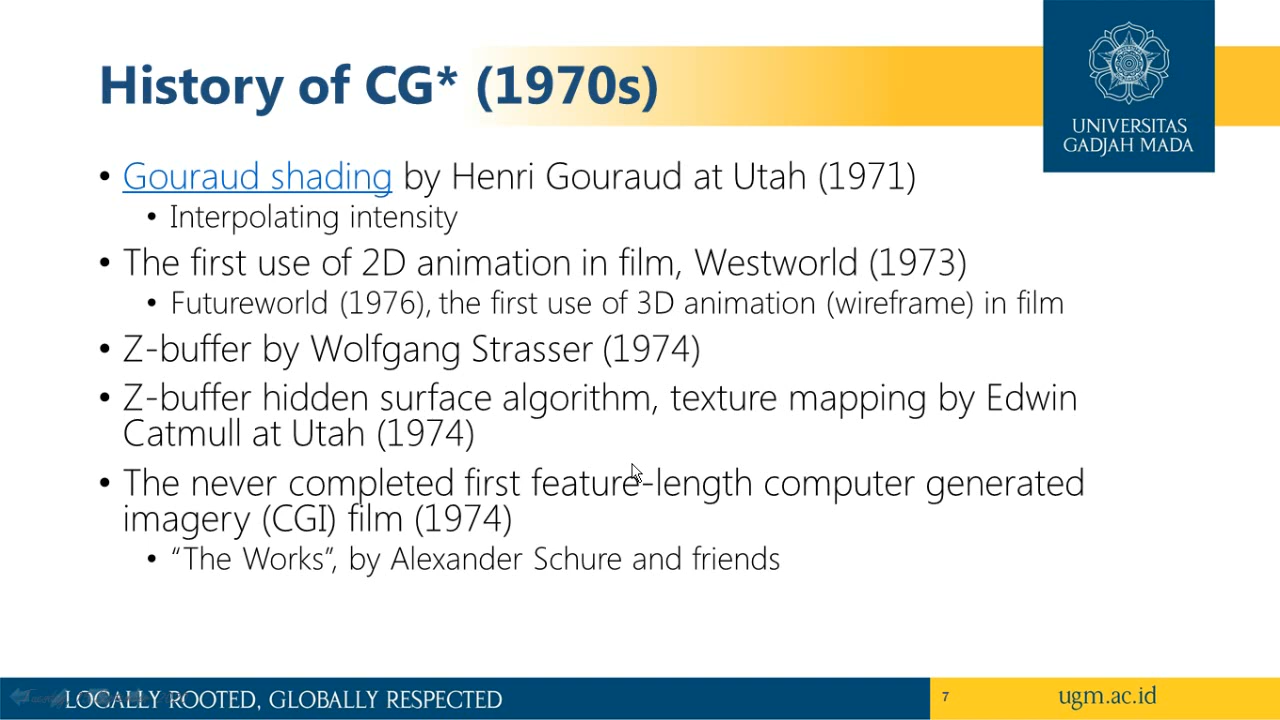 History of CG* (1970s)
UNIVERSITAS
GADJAH MADA
• Gouraud shading by Henri Gouraud at Utah (1971)
• Interpolating intensity
• The first use of 2D animation in film, Westworld (1973)
• Futureworld (1976), the first use of 3D animation (wireframe) in film
• Z-buffer by Wolfgang Strasser (1974)
• Z-buffer hidden surface algorithm, texture mapping by Edwin
Catmull at Utah (1974)
• The never completed first feature-length computer generated
imagery (CGI) film (1974)
• “The Works”, by Alexander Schure and friends
LOCALLY ROOTED, GLOBALLY RESPECTED
7
ugm.ac.id